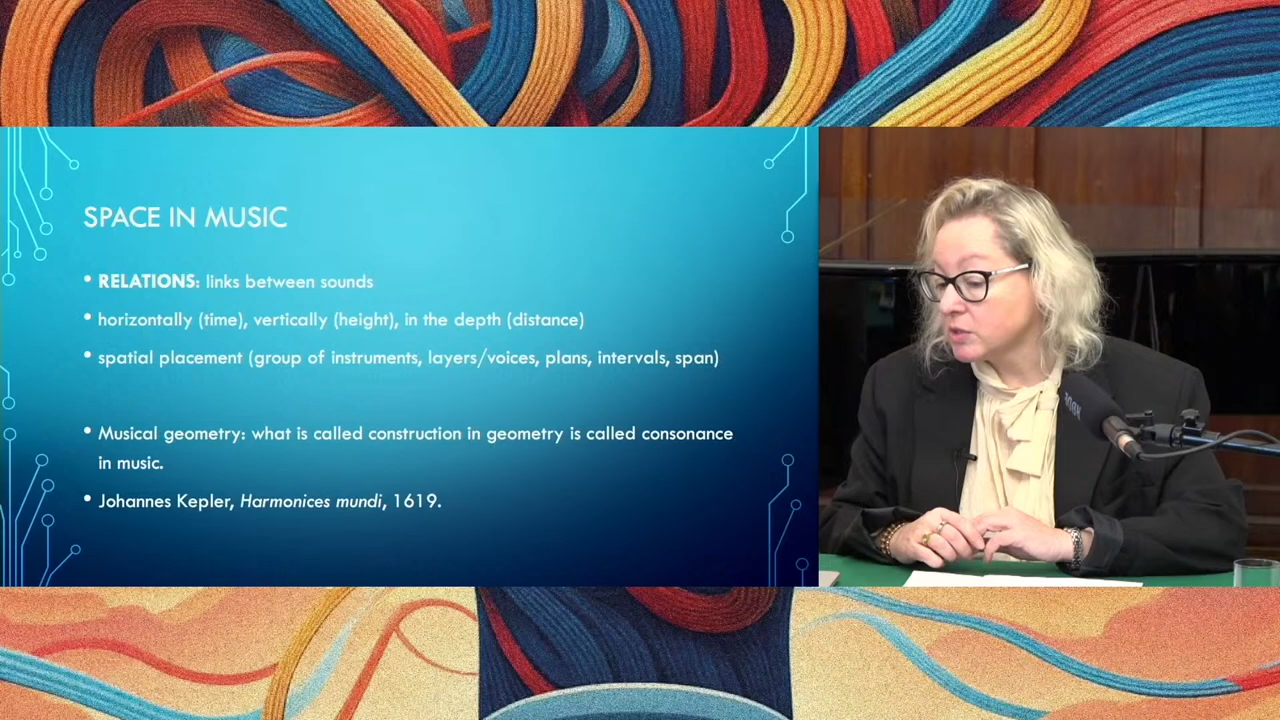 SPACE IN MUSIC
• RELATIONS: links between sounds
• horizontally (time), vertically (height), in the depth (distance)
• spatial placement (group of instruments, layers/voices, plans, intervals, span)
• Musical geometry: what is called construction in geometry is called consonance
in music.
• Johannes Kepler, Harmonices mundi, 1619.